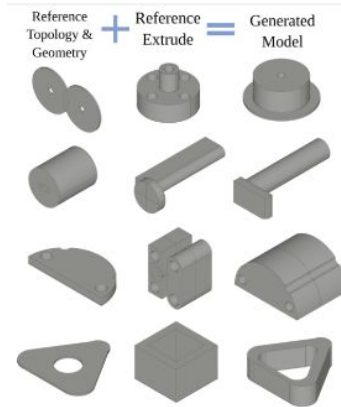 Reference
Topology &
Geometry
+
Reference
Extrude
=
Generated
Model